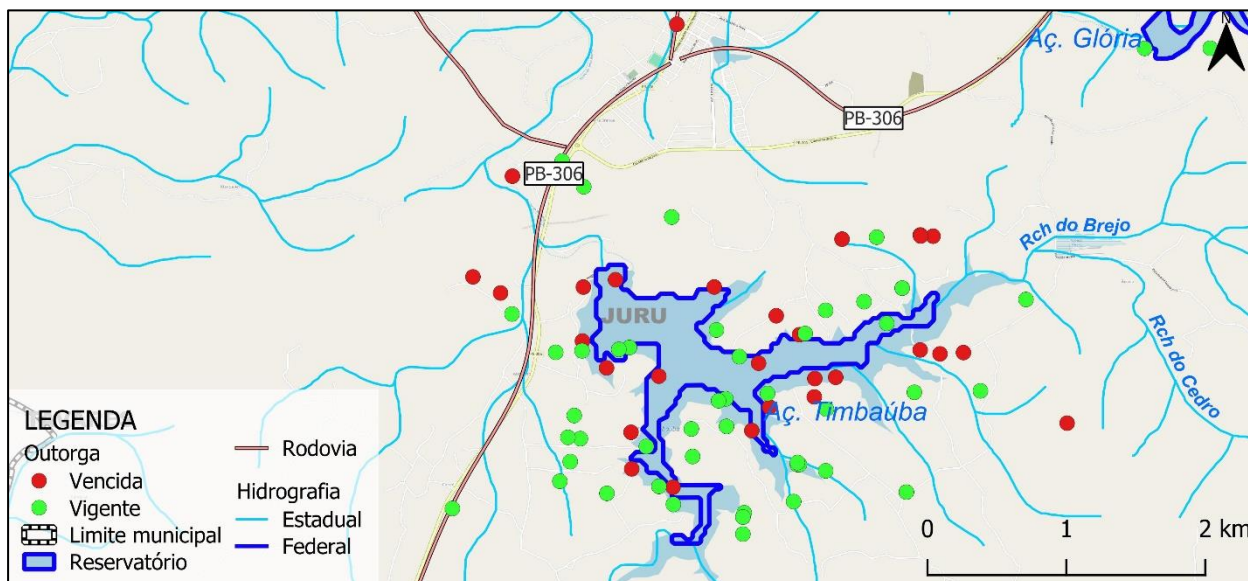 Aç. Glória
N
PB-306
PB-306
Rch do Brejo
JURU
Rch do Cedro
Aç. Timbaúba
LEGENDA
Outorga
Vencida
Vigente
Limite municipal
Reservatório
Rodovia
Hidrografia
Estadual
Federal
0 1 2 km